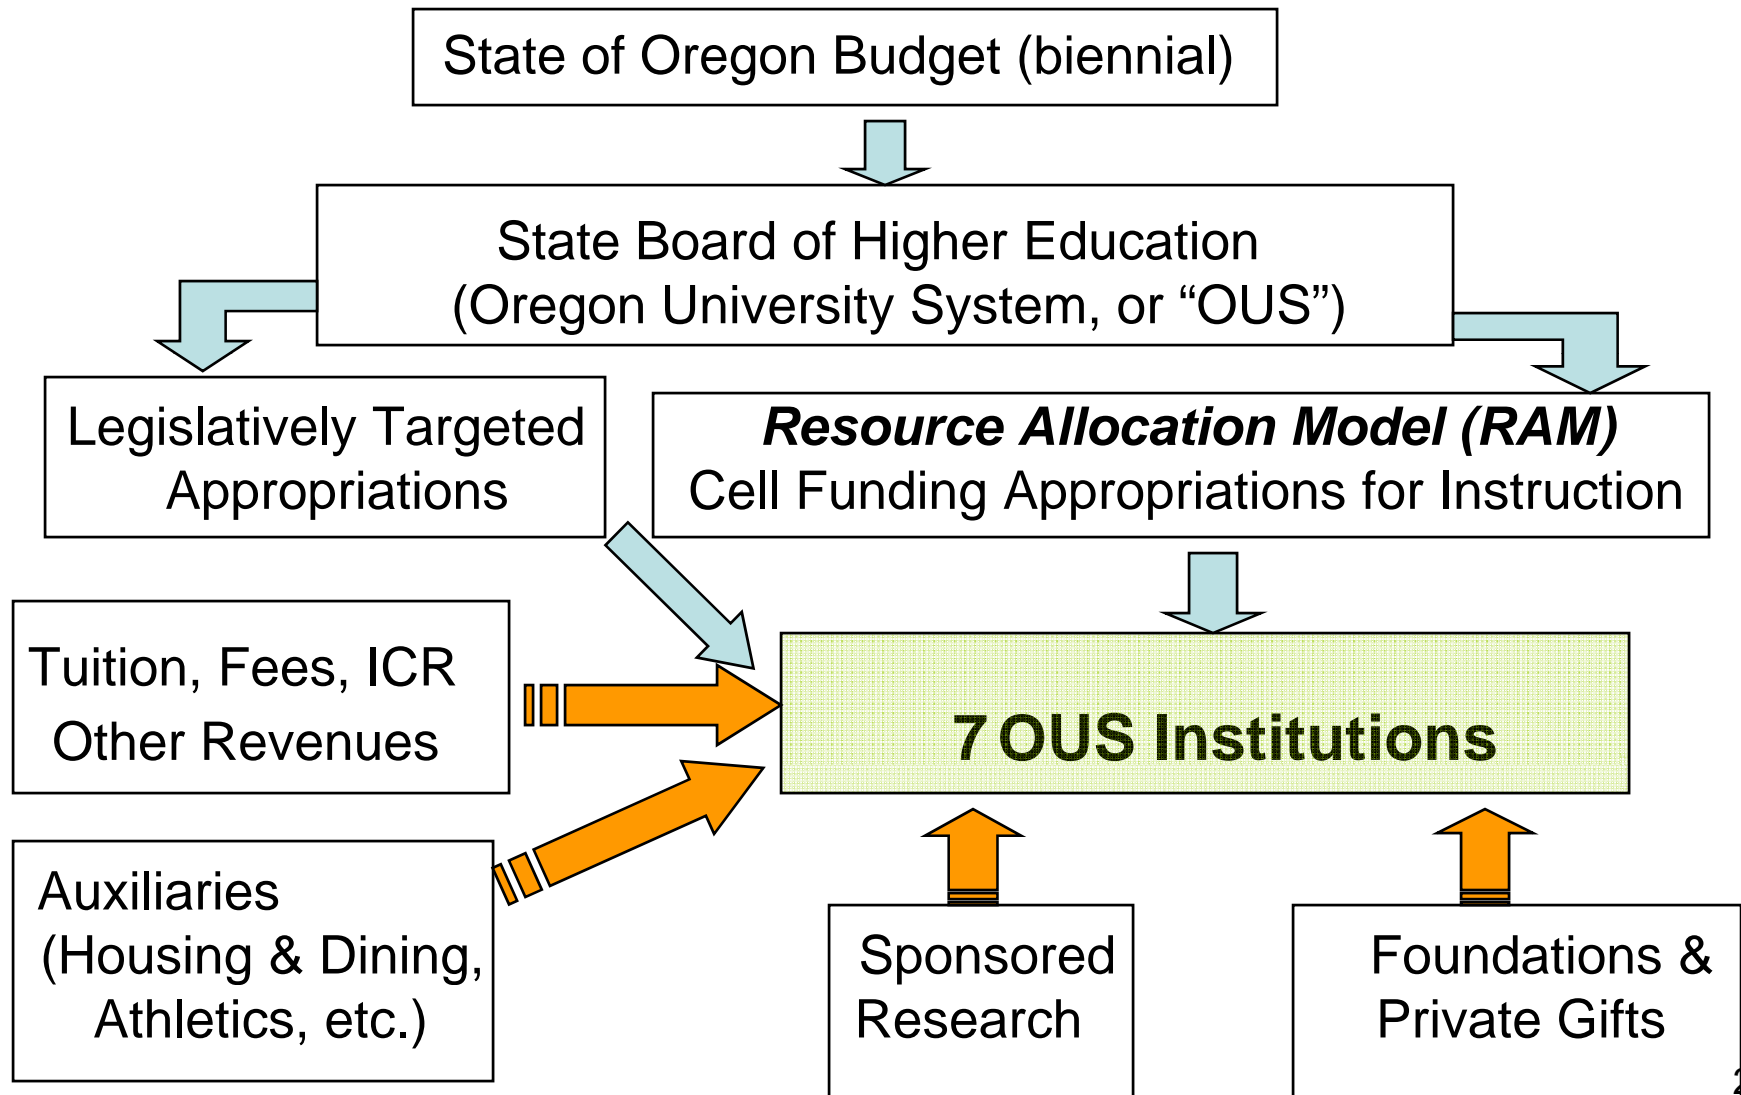 State of Oregon Budget (biennial)
State Board of Higher Education
(Oregon University System, or “OUS”)
Legislatively Targeted
Appropriations
Resource Allocation Model (RAM)
Cell Funding Appropriations for Instruction
Tuition, Fees, ICR
Other Revenues
7 OUS Institutions
Auxiliaries
(Housing & Dining,
Athletics, etc.)
Sponsored
Research
Foundations &
Private Gifts
2